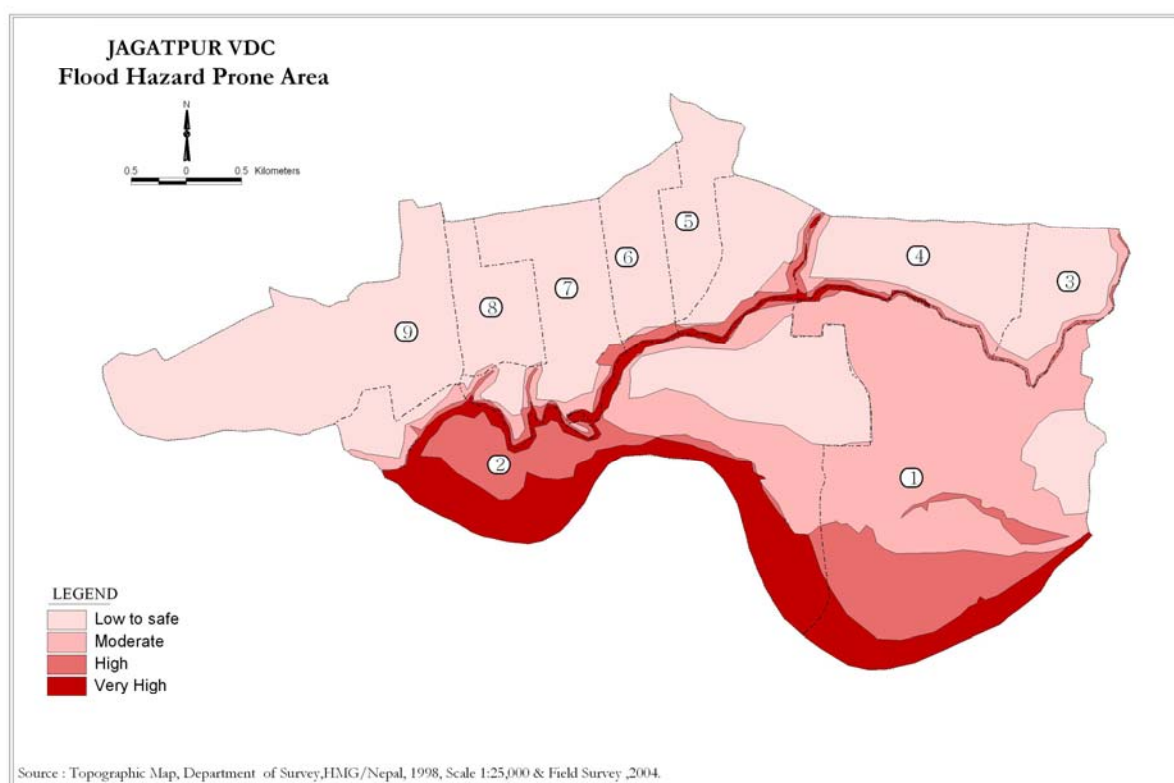 JAGATPUR VDC
Flood Hazard Prone Area
N
0.5 0 0.5 Kilometers
5
6
4
3
7
8
9
2
1
LEGEND
Low to safe
Moderate
High
Very High
Source : Topographic Map, Department of Survey,HMG/Nepal, 1998, Scale 1:25,000 & Field Survey ,2004.